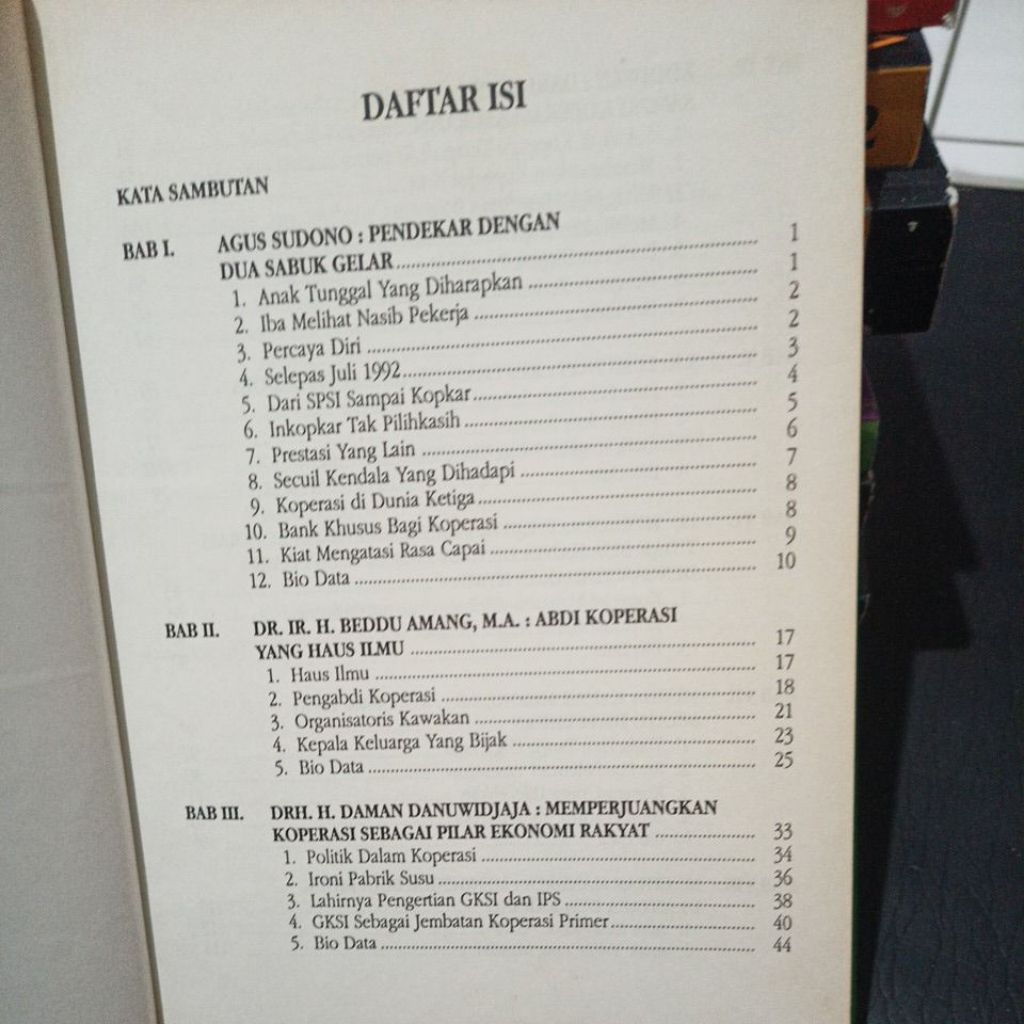 DAFTAR ISI
KATA SAMBUTAN
BAB I. AGUS SUDONO : PENDEKAR DENGAN
DUA SABUK GELAR ........ 1
1. Anak Tunggal Yang Diharapkan ........ 1
2. Iba Melihat Nasib Pekerja ........ 2
3. Percaya Diri ........ 2
4. Selepas Juli 1992 ........ 3
5. Dari SPSI Sampai Kopkar ........ 4
6. Inkopkar Tak Pilihkasih ........ 5
7. Prestasi Yang Lain ........ 6
8. Secuil Kendala Yang Dihadapi ........ 7
9. Koperasi di Dunia Ketiga ........ 8
10. Bank Khusus Bagi Koperasi ........ 8
11. Kiat Mengatasi Rasa Capai ........ 9
12. Bio Data ........ 10
BAB II. DR. IR. H. BEDDU AMANG, M.A. : ABDI KOPERASI
YANG HAUS ILMU ........ 17
1. Haus Ilmu ........ 17
2. Pengabdi Koperasi ........ 18
3. Organisatoris Kawakan ........ 21
4. Kepala Keluarga Yang Bijak ........ 23
5. Bio Data ........ 25
BAB III. DRH. H. DAMAN DANUWIDJAJA : MEMPERJUANGKAN
KOPERASI SEBAGAI PILAR EKONOMI RAKYAT ........ 33
1. Politik Dalam Koperasi ........ 34
2. Ironi Pabrik Susu ........ 36
3. Lahirnya Pengertian GKSI dan IPS ........ 38
4. GKSI Sebagai Jembatan Koperasi Primer ........ 40
5. Bio Data ........ 44